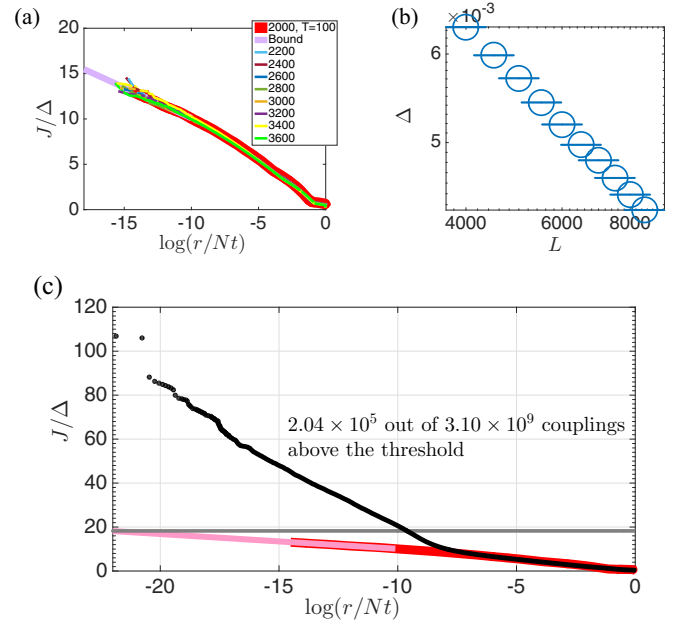 (a)
20
15
10
5
0
J/Δ
-15 -10 -5 0
log(r/Nt)
2000, T=100
Bound
2200
2400
2600
2800
3000
3200
3400
3600
(b)
×10⁻³
6
5
Δ
4000 6000 8000
L
(c)
120
100
80
60
40
20
0
J/Δ
2.04 × 10⁵ out of 3.10 × 10⁹ couplings
above the threshold
-20 -15 -10 -5 0
log(r/Nt)